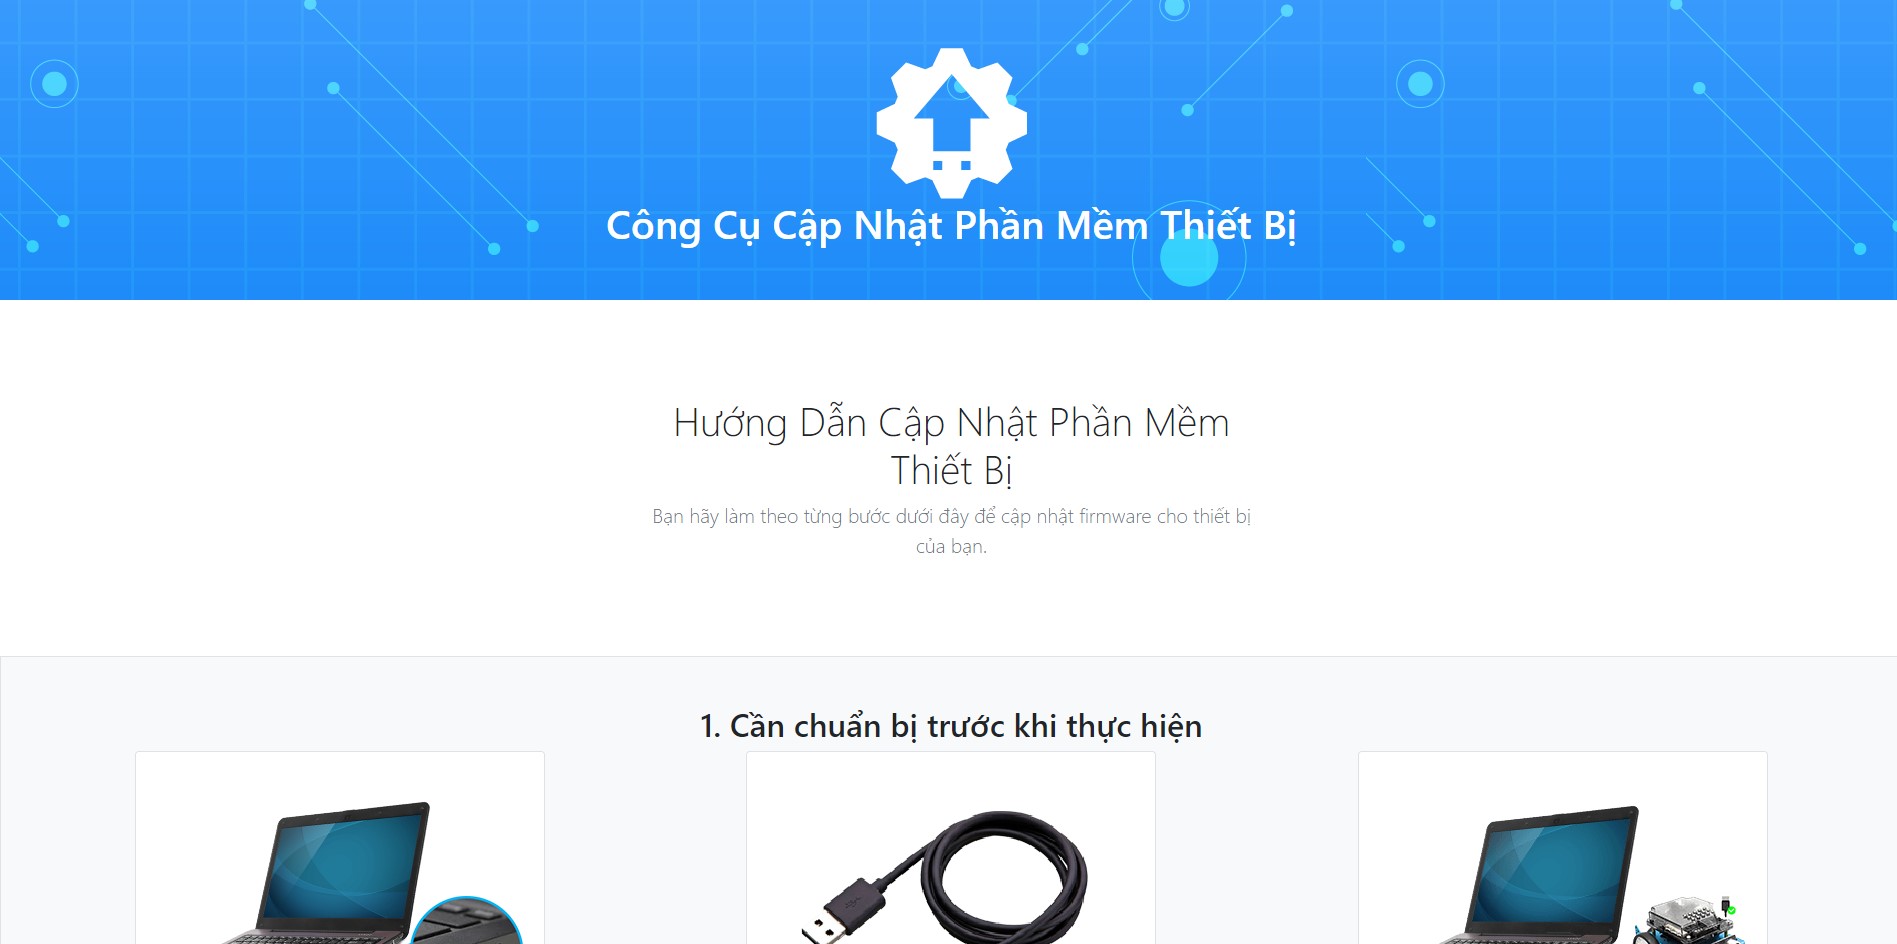 Công Cụ Cập Nhật Phần Mềm Thiết Bị
Hướng Dẫn Cập Nhật Phần Mềm
Thiết Bị
Bạn hãy làm theo từng bước dưới đây để cập nhật firmware cho thiết bị
của bạn.
1. Cần chuẩn bị trước khi thực hiện